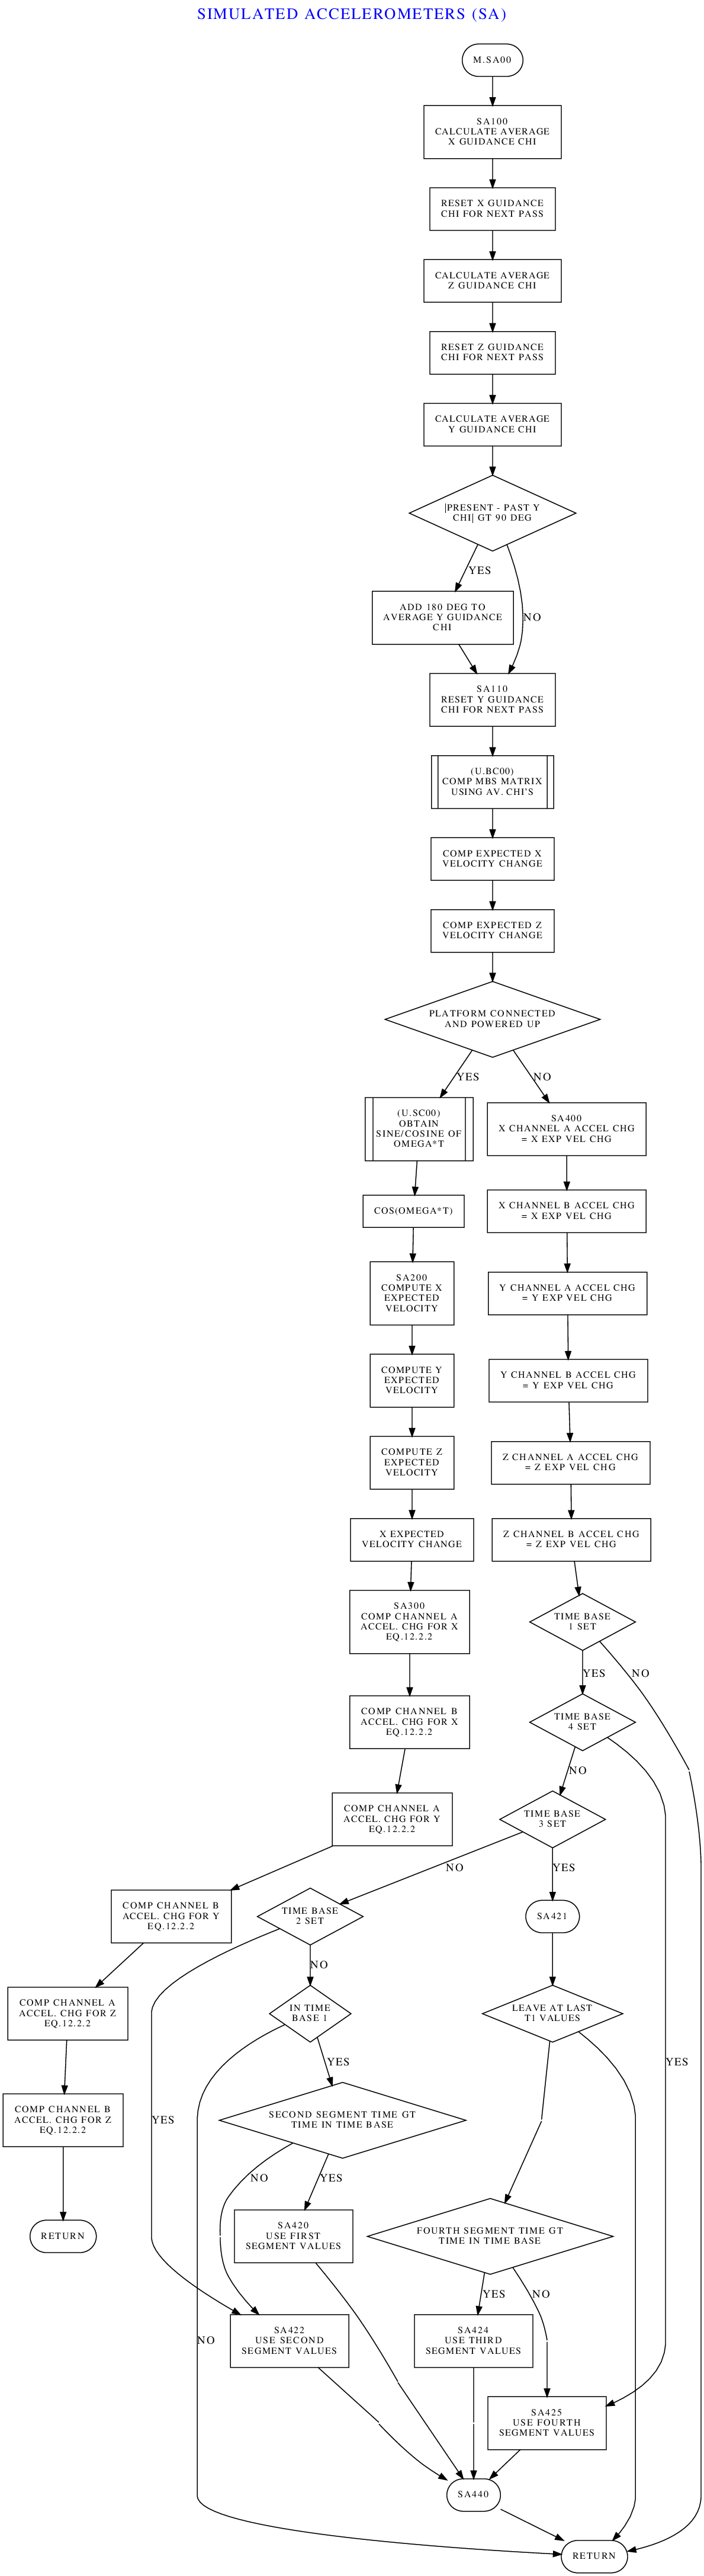 SIMULATED ACCELEROMETERS (SA)
M.SA00
SA100
CALCULATE AVERAGE
X GUIDANCE CHI
RESET X GUIDANCE
CHI FOR NEXT PASS
CALCULATE AVERAGE
Z GUIDANCE CHI
RESET Z GUIDANCE
CHI FOR NEXT PASS
CALCULATE AVERAGE
Y GUIDANCE CHI
|PRESENT - PAST Y
CHI| GT 90 DEG
YES
ADD 180 DEG TO
AVERAGE Y GUIDANCE
CHI
NO
SA110
RESET Y GUIDANCE
CHI FOR NEXT PASS
(U.BC00)
COMP MBS MATRIX
USING AV. CHI'S
COMP EXPECTED X
VELOCITY CHANGE
COMP EXPECTED Z
VELOCITY CHANGE
PLATFORM CONNECTED
AND POWERED UP
YES
NO
(U.SC00)
OBTAIN
SINE/COSINE OF
OMEGA*T
COS(OMEGA*T)
SA200
COMPUTE X
EXPECTED
VELOCITY
COMPUTE Y
EXPECTED
VELOCITY
COMPUTE Z
EXPECTED
VELOCITY
X EXPECTED
VELOCITY CHANGE
SA300
COMP CHANNEL A
ACCEL. CHG FOR X
EQ.12.2.2
COMP CHANNEL B
ACCEL. CHG FOR X
EQ.12.2.2
COMP CHANNEL A
ACCEL. CHG FOR Y
EQ.12.2.2
COMP CHANNEL B
ACCEL. CHG FOR Y
EQ.12.2.2
COMP CHANNEL A
ACCEL. CHG FOR Z
EQ.12.2.2
COMP CHANNEL B
ACCEL. CHG FOR Z
EQ.12.2.2
RETURN
SA400
X CHANNEL A ACCEL CHG
= X EXP VEL CHG
X CHANNEL B ACCEL CHG
= X EXP VEL CHG
Y CHANNEL A ACCEL CHG
= Y EXP VEL CHG
Y CHANNEL B ACCEL CHG
= Y EXP VEL CHG
Z CHANNEL A ACCEL CHG
= Z EXP VEL CHG
Z CHANNEL B ACCEL CHG
= Z EXP VEL CHG
TIME BASE
1 SET
YES
NO
TIME BASE
4 SET
NO
YES
TIME BASE
3 SET
NO
YES
TIME BASE
2 SET
NO
YES
SA421
IN TIME
BASE 1
YES
NO
LEAVE AT LAST
T1 VALUES
SECOND SEGMENT TIME GT
TIME IN TIME BASE
NO
YES
SA420
USE FIRST
SEGMENT VALUES
FOURTH SEGMENT TIME GT
TIME IN TIME BASE
YES
NO
SA422
USE SECOND
SEGMENT VALUES
SA424
USE THIRD
SEGMENT VALUES
SA425
USE FOURTH
SEGMENT VALUES
SA440
RETURN